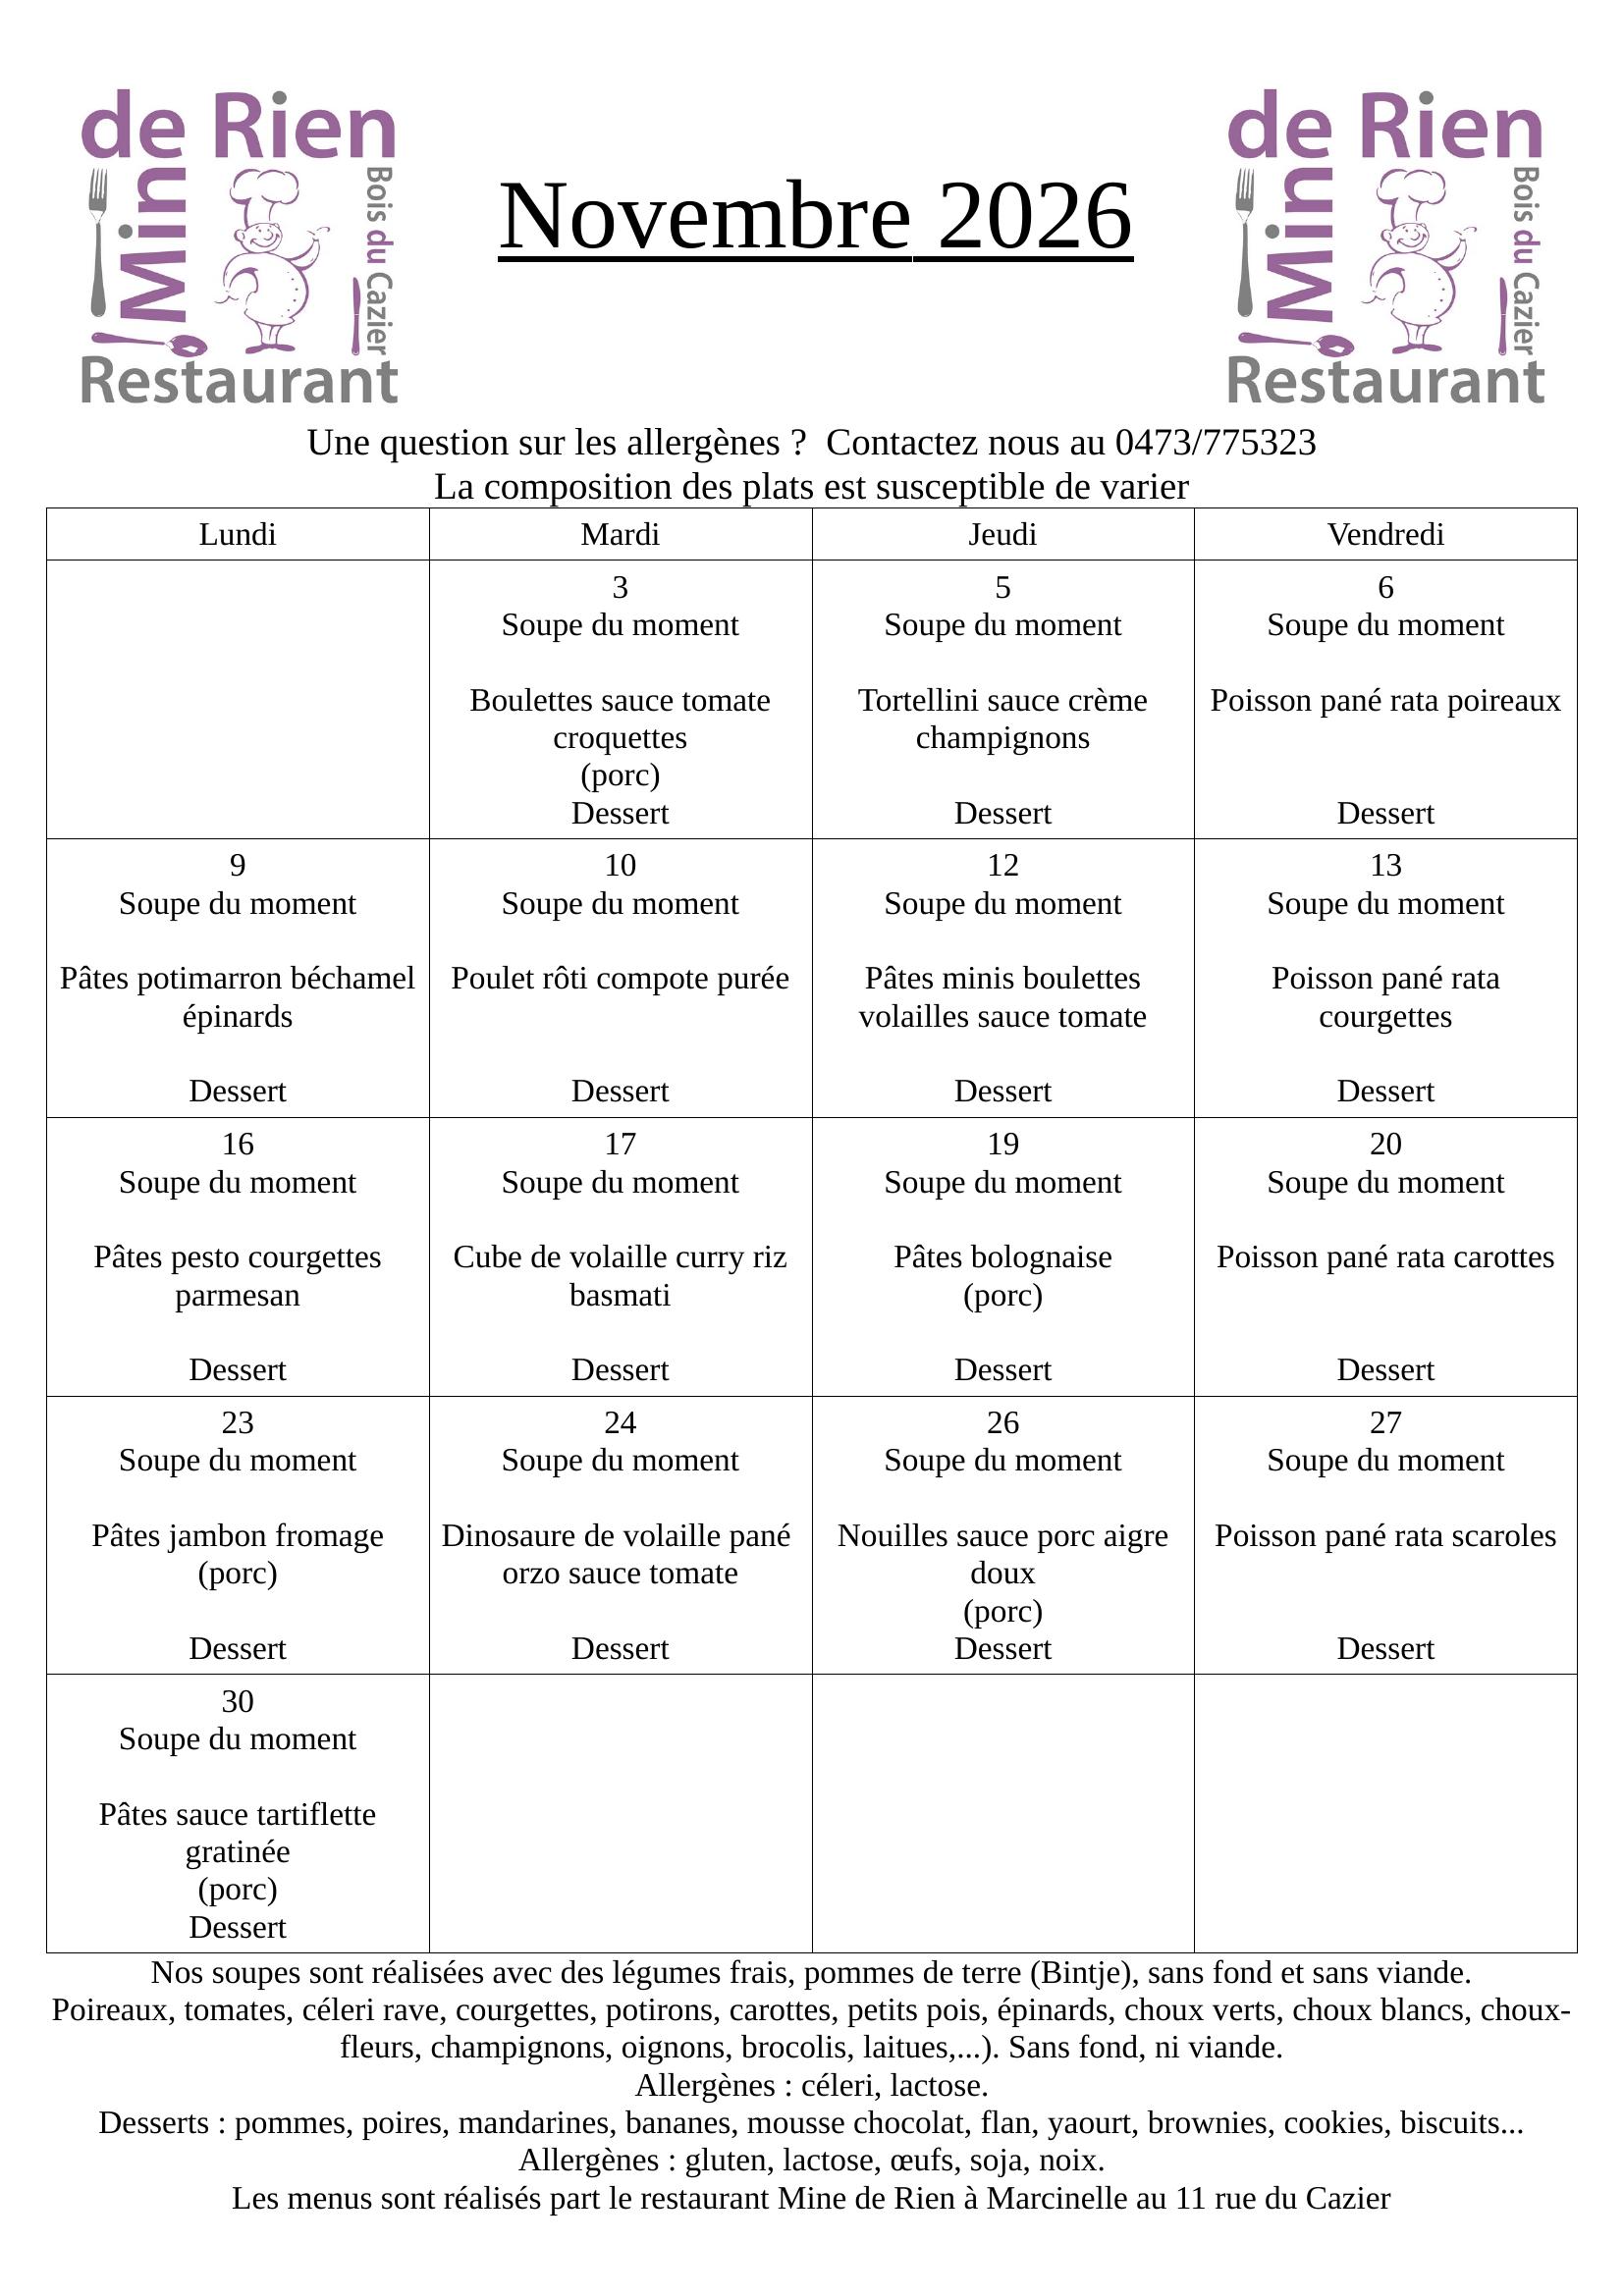 de Rien
Mine
Bois du Cazier
Restaurant
Novembre 2026
de Rien
Mine
Bois du Cazier
Restaurant
Une question sur les allergènes ?  Contactez nous au 0473/775323
La composition des plats est susceptible de varier
Lundi
Mardi
Jeudi
Vendredi
3
Soupe du moment
Boulettes sauce tomate
croquettes
(porc)
Dessert
5
Soupe du moment
Tortellini sauce crème
champignons
Dessert
6
Soupe du moment
Poisson pané rata poireaux
Dessert
9
Soupe du moment
Pâtes potimarron béchamel
épinards
Dessert
10
Soupe du moment
Poulet rôti compote purée
Dessert
12
Soupe du moment
Pâtes minis boulettes
volailles sauce tomate
Dessert
13
Soupe du moment
Poisson pané rata
courgettes
Dessert
16
Soupe du moment
Pâtes pesto courgettes
parmesan
Dessert
17
Soupe du moment
Cube de volaille curry riz
basmati
Dessert
19
Soupe du moment
Pâtes bolognaise
(porc)
Dessert
20
Soupe du moment
Poisson pané rata carottes
Dessert
23
Soupe du moment
Pâtes jambon fromage
(porc)
Dessert
24
Soupe du moment
Dinosaure de volaille pané
orzo sauce tomate
Dessert
26
Soupe du moment
Nouilles sauce porc aigre
doux
(porc)
Dessert
27
Soupe du moment
Poisson pané rata scaroles
Dessert
30
Soupe du moment
Pâtes sauce tartiflette
gratinée
(porc)
Dessert
Nos soupes sont réalisées avec des légumes frais, pommes de terre (Bintje), sans fond et sans viande.
Poireaux, tomates, céleri rave, courgettes, potirons, carottes, petits pois, épinards, choux verts, choux blancs, choux-
fleurs, champignons, oignons, brocolis, laitues,...). Sans fond, ni viande.
Allergènes : céleri, lactose.
Desserts : pommes, poires, mandarines, bananes, mousse chocolat, flan, yaourt, brownies, cookies, biscuits...
Allergènes : gluten, lactose, œufs, soja, noix.
Les menus sont réalisés part le restaurant Mine de Rien à Marcinelle au 11 rue du Cazier